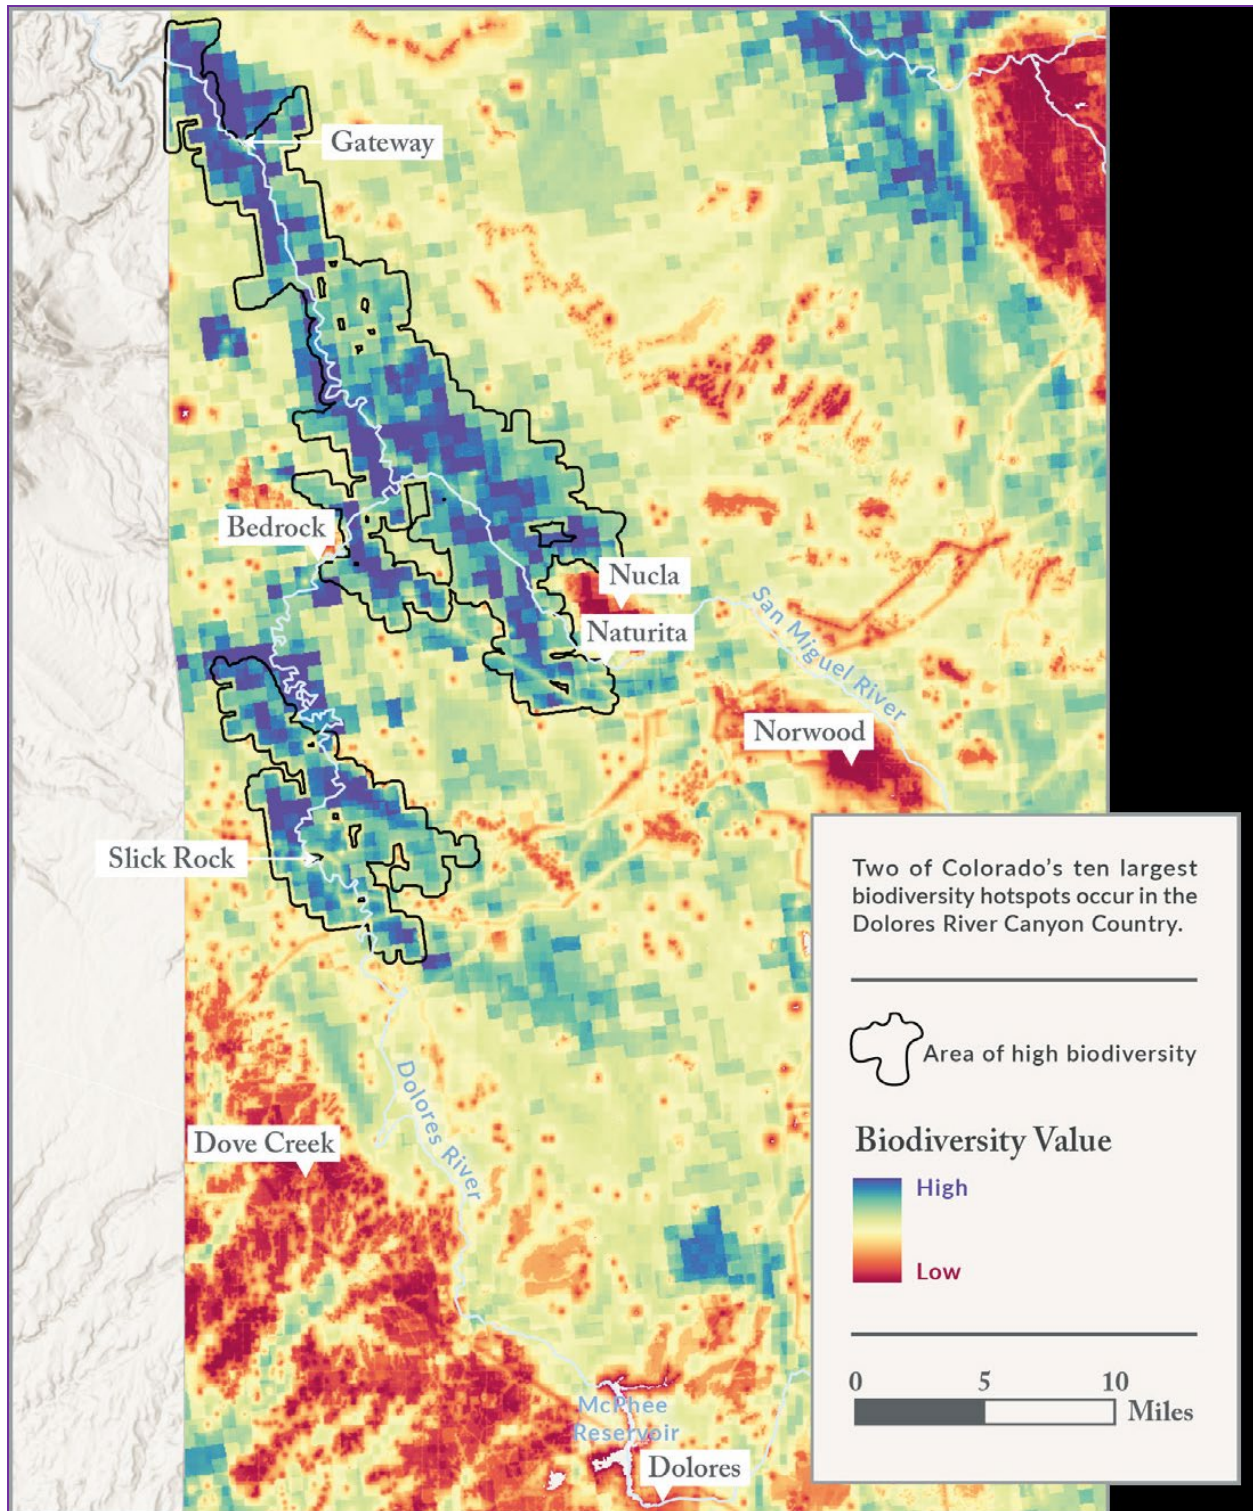 Gateway
Bedrock
Nucla
Naturita
San Miguel River
Norwood
Slick Rock
Dolores River
Dove Creek
McPhee
Reservoir
Dolores
Two of Colorado's ten largest
biodiversity hotspots occur in the
Dolores River Canyon Country.
Area of high biodiversity
Biodiversity Value
High
Low
0 5 10
Miles